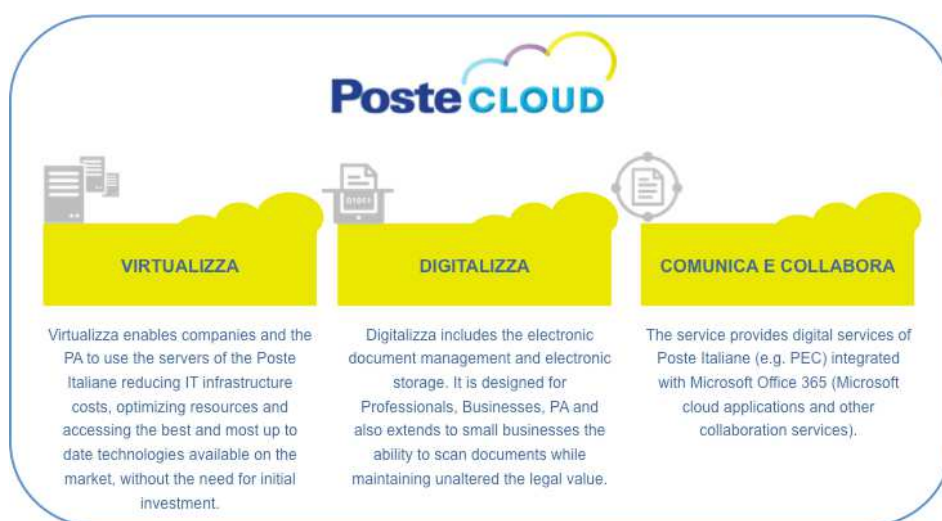 Poste CLOUD
01011
VIRTUALIZZA
Virtualizza enables companies and the
PA to use the servers of the Poste
Italiane reducing IT infrastructure
costs, optimizing resources and
accessing the best and most up to
date technologies available on the
market, without the need for initial
investment.
DIGITALIZZA
Digitalizza includes the electronic
document management and electronic
storage. It is designed for
Professionals, Businesses, PA and
also extends to small businesses the
ability to scan documents while
maintaining unaltered the legal value.
COMUNICA E COLLABORA
The service provides digital services of
Poste Italiane (e.g. PEC) integrated
with Microsoft Office 365 (Microsoft
cloud applications and other
collaboration services).